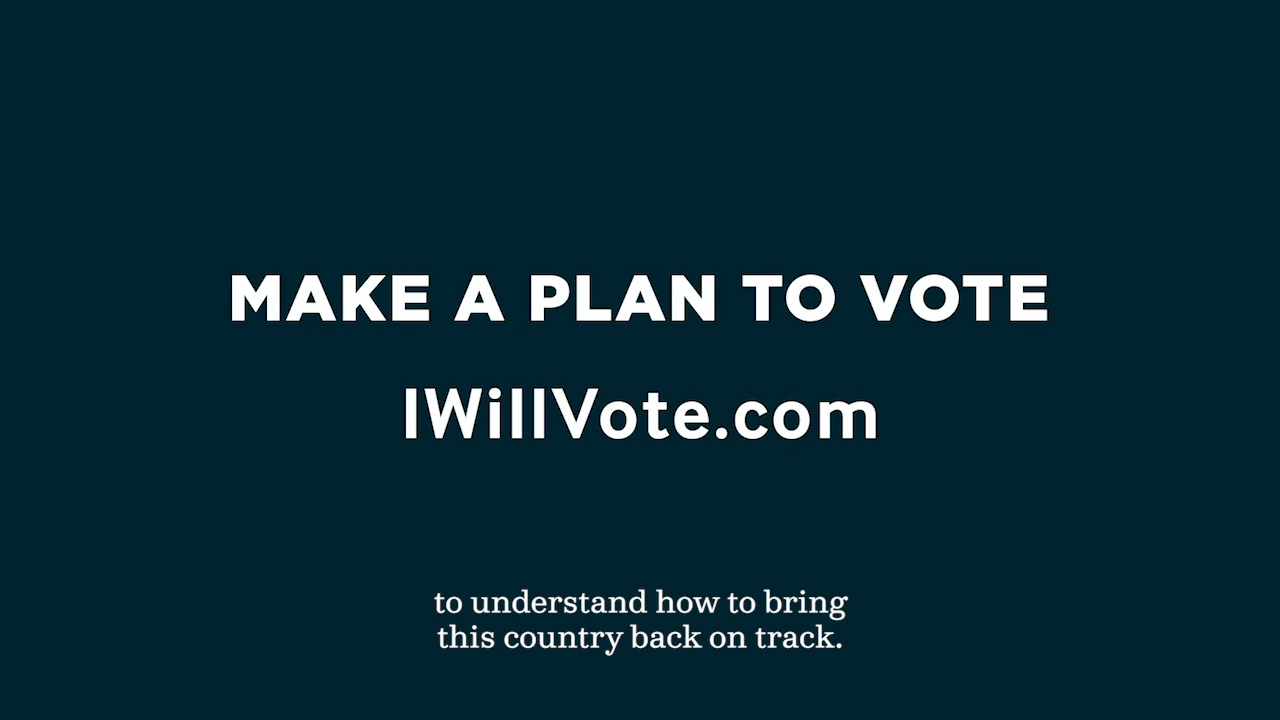 MAKE A PLAN TO VOTE
IWillVote.com
to understand how to bring
this country back on track.